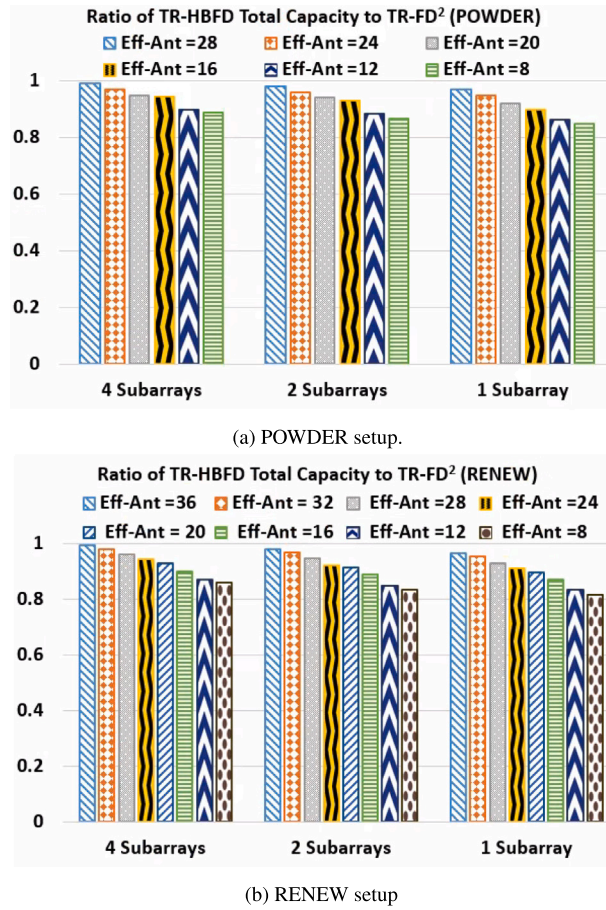 Ratio of TR-HBFD Total Capacity to TR-FD² (POWDER)
Eff-Ant =28 Eff-Ant =24 Eff-Ant =20
Eff-Ant =16 Eff-Ant =12 Eff-Ant =8
1
0.8
0.6
0.4
0.2
0
4 Subarrays 2 Subarrays 1 Subarray
(a) POWDER setup.
Ratio of TR-HBFD Total Capacity to TR-FD² (RENEW)
Eff-Ant =36 Eff-Ant = 32 Eff-Ant =28 Eff-Ant =24
Eff-Ant = 20 Eff-Ant =16 Eff-Ant =12 Eff-Ant =8
1
0.8
0.6
0.4
0.2
0
4 Subarrays 2 Subarrays 1 Subarray
(b) RENEW setup